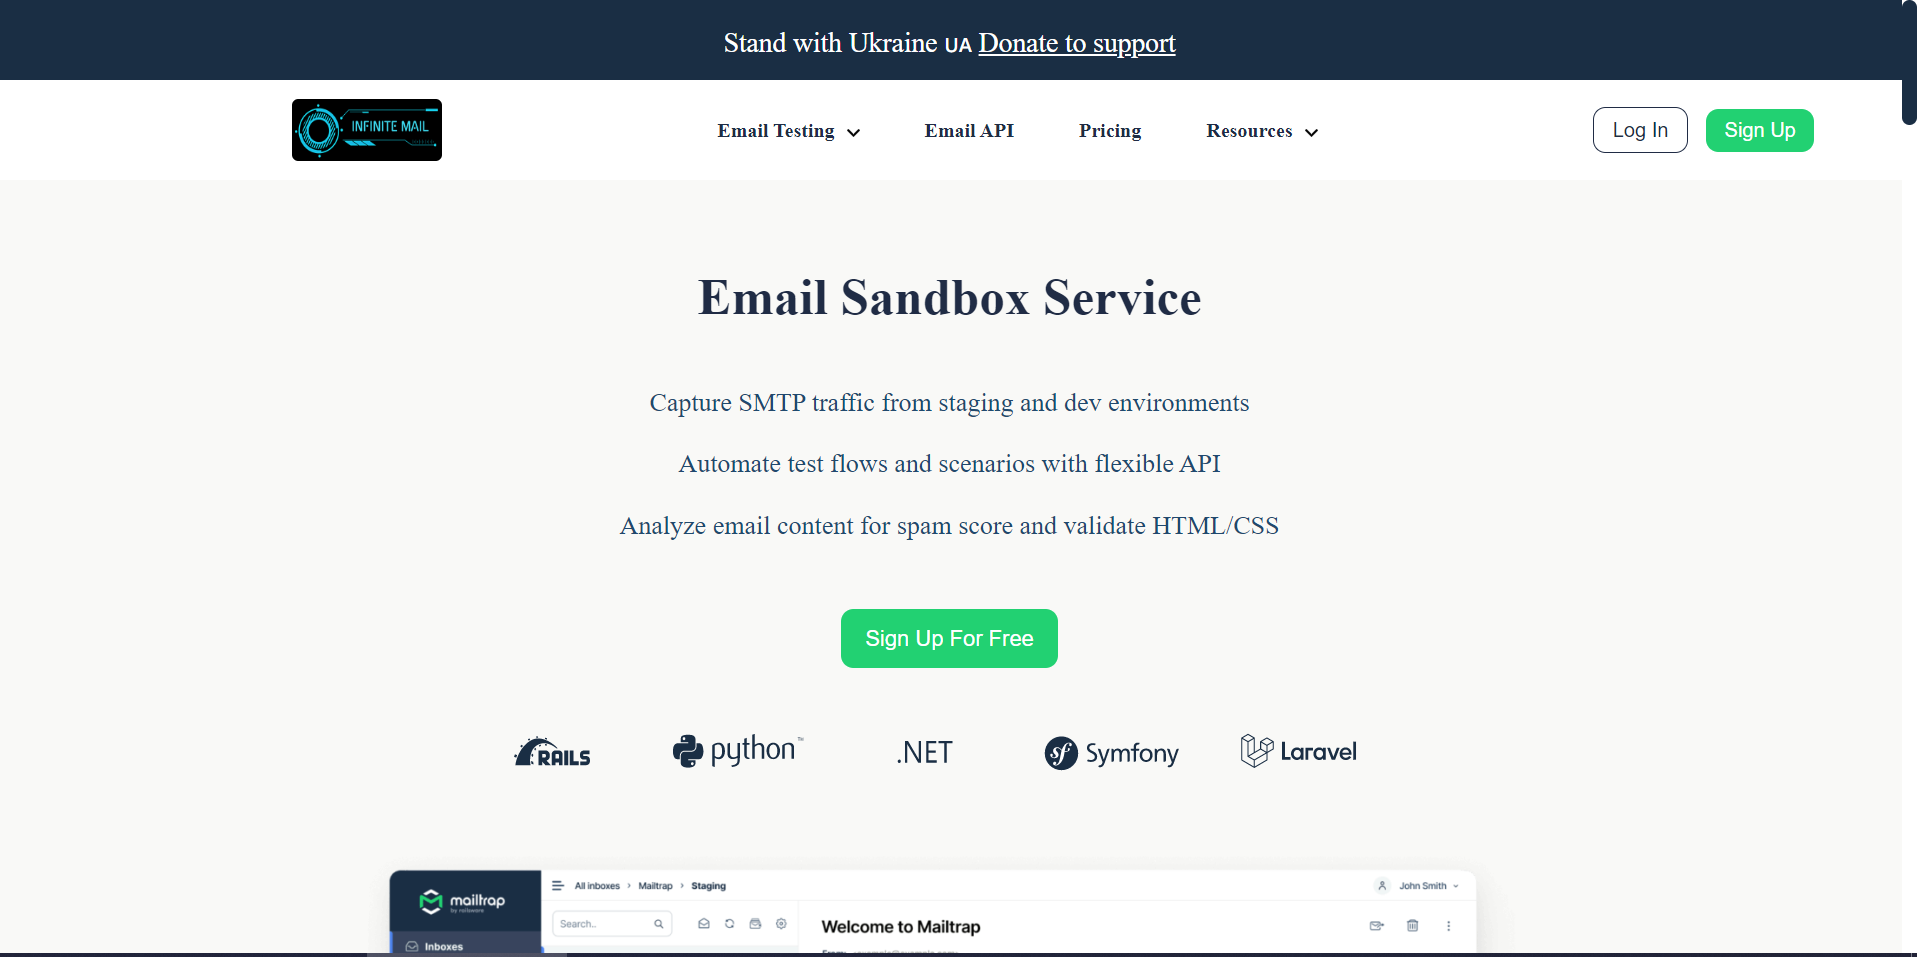 Stand with Ukraine UA Donate to support
INFINITE MAIL
Email Testing
Email API
Pricing
Resources
Log In
Sign Up
Email Sandbox Service
Capture SMTP traffic from staging and dev environments
Automate test flows and scenarios with flexible API
Analyze email content for spam score and validate HTML/CSS
Sign Up For Free
RAILS
python™
.NET
sf Symfony
Laravel
mailtrap
by railsware
All inboxes › Mailtrap › Staging
John Smith
Search..
Welcome to Mailtrap
Inboxes